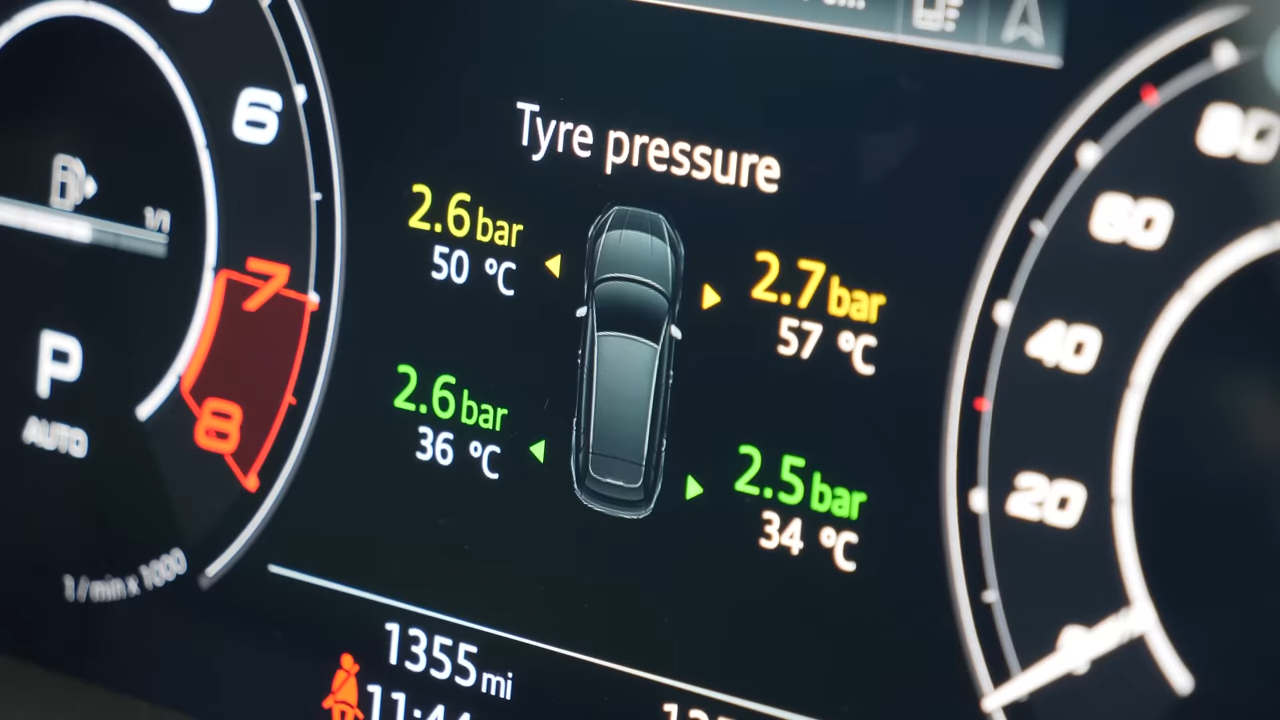 6
7
8
1/1
P
AUTO
1/min x 1000
Tyre pressure
2.6 bar
50 °C
2.7 bar
57 °C
2.6 bar
36 °C
2.5 bar
34 °C
1355 mi
80
60
40
20